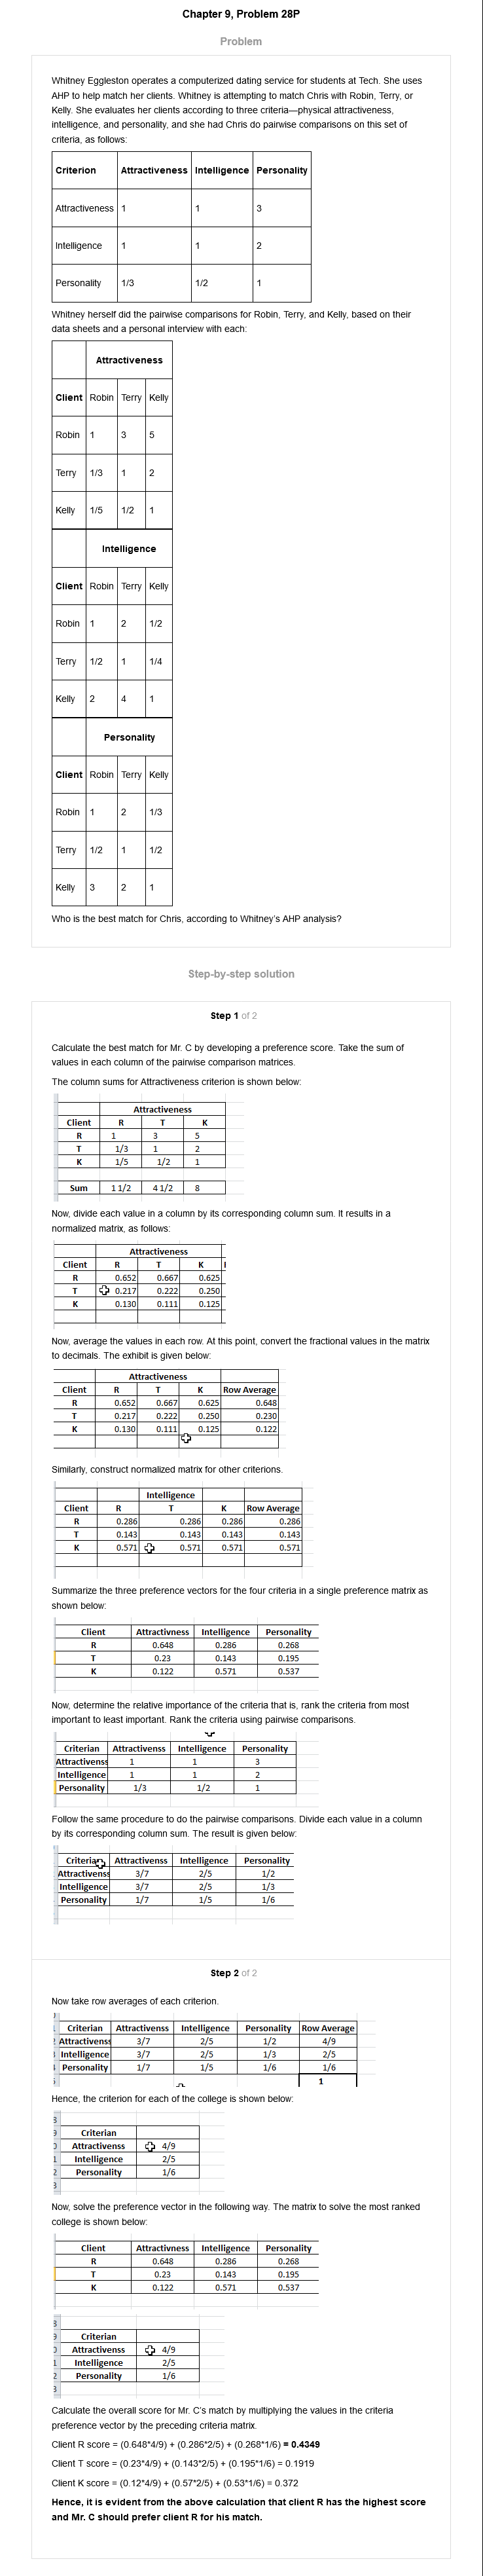 Chapter 9, Problem 28P
Problem
Whitney Eggleston operates a computerized dating service for students at Tech. She uses
AHP to help match her clients. Whitney is attempting to match Chris with Robin, Terry, or
Kelly. She evaluates her clients according to three criteria—physical attractiveness,
intelligence, and personality, and she had Chris do pairwise comparisons on this set of
criteria, as follows:
Criterion Attractiveness Intelligence Personality
Attractiveness 1 1 3
Intelligence 1 1 2
Personality 1/3 1/2 1
Whitney herself did the pairwise comparisons for Robin, Terry, and Kelly, based on their
data sheets and a personal interview with each:
Attractiveness
Client Robin Terry Kelly
Robin 1 3 5
Terry 1/3 1 2
Kelly 1/5 1/2 1
Intelligence
Client Robin Terry Kelly
Robin 1 2 1/2
Terry 1/2 1 1/4
Kelly 2 4 1
Personality
Client Robin Terry Kelly
Robin 1 2 1/3
Terry 1/2 1 1/2
Kelly 3 2 1
Who is the best match for Chris, according to Whitney's AHP analysis?
Step-by-step solution
Step 1 of 2
Calculate the best match for Mr. C by developing a preference score. Take the sum of
values in each column of the pairwise comparison matrices.
The column sums for Attractiveness criterion is shown below:
Attractiveness
Client R T K
R 1 3 5
T 1/3 1 2
K 1/5 1/2 1
Sum 1 1/2 4 1/2 8
Now, divide each value in a column by its corresponding column sum. It results in a
normalized matrix, as follows:
Attractiveness
Client R T K
R 0.652 0.667 0.625
T 0.217 0.222 0.250
K 0.130 0.111 0.125
Now, average the values in each row. At this point, convert the fractional values in the matrix
to decimals. The exhibit is given below:
Attractiveness
Client R T K Row Average
R 0.652 0.667 0.625 0.648
T 0.217 0.222 0.250 0.230
K 0.130 0.111 0.125 0.122
Similarly, construct normalized matrix for other criterions.
Intelligence
Client R T K Row Average
R 0.286 0.286 0.286 0.286
T 0.143 0.143 0.143 0.143
K 0.571 0.571 0.571 0.571
Summarize the three preference vectors for the four criteria in a single preference matrix as
shown below:
Client Attractivness Intelligence Personality
R 0.648 0.286 0.268
T 0.23 0.143 0.195
K 0.122 0.571 0.537
Now, determine the relative importance of the criteria that is, rank the criteria from most
important to least important. Rank the criteria using pairwise comparisons.
Criterian Attractivenss Intelligence Personality
Attractivenss 1 1 3
Intelligence 1 1 2
Personality 1/3 1/2 1
Follow the same procedure to do the pairwise comparisons. Divide each value in a column
by its corresponding column sum. The result is given below:
Criterian Attractivenss Intelligence Personality
Attractivenss 3/7 2/5 1/2
Intelligence 3/7 2/5 1/3
Personality 1/7 1/5 1/6
Step 2 of 2
Now take row averages of each criterion.
Criterian Attractivenss Intelligence Personality Row Average
Attractivenss 3/7 2/5 1/2 4/9
Intelligence 3/7 2/5 1/3 2/5
Personality 1/7 1/5 1/6 1/6
1
Hence, the criterion for each of the college is shown below:
Criterian
Attractivenss 4/9
Intelligence 2/5
Personality 1/6
Now, solve the preference vector in the following way. The matrix to solve the most ranked
college is shown below:
Client Attractivness Intelligence Personality
R 0.648 0.286 0.268
T 0.23 0.143 0.195
K 0.122 0.571 0.537
Criterian
Attractivenss 4/9
Intelligence 2/5
Personality 1/6
Calculate the overall score for Mr. C's match by multiplying the values in the criteria
preference vector by the preceding criteria matrix.
Client R score = (0.648*4/9) + (0.286*2/5) + (0.268*1/6) = 0.4349
Client T score = (0.23*4/9) + (0.143*2/5) + (0.195*1/6) = 0.1919
Client K score = (0.12*4/9) + (0.57*2/5) + (0.53*1/6) = 0.372
Hence, it is evident from the above calculation that client R has the highest score
and Mr. C should prefer client R for his match.